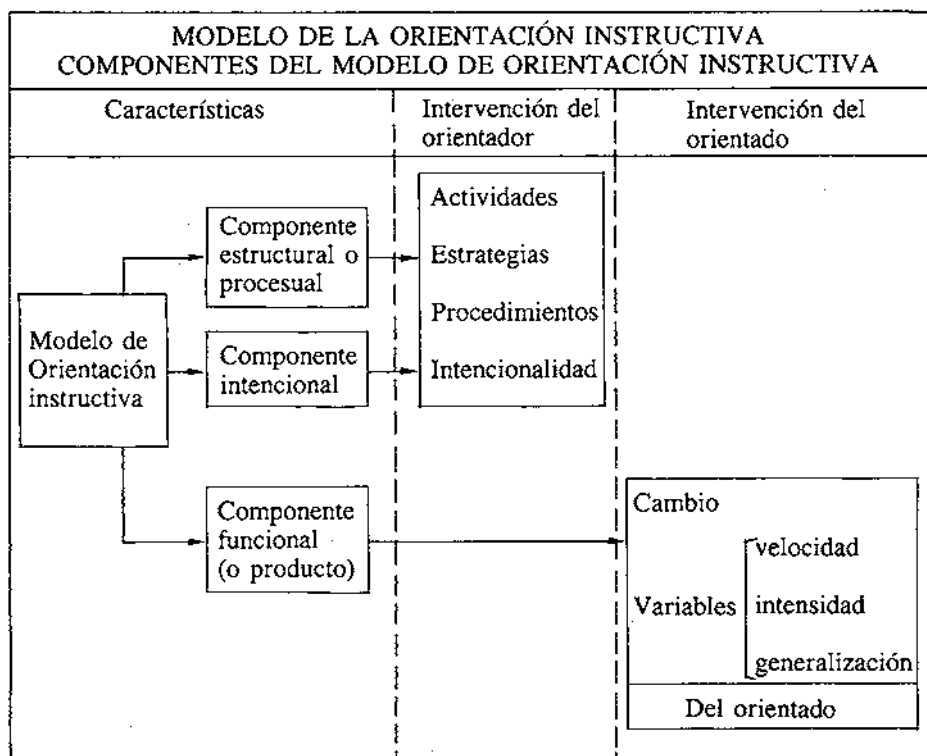 MODELO DE LA ORIENTACIÓN INSTRUCTIVA
COMPONENTES DEL MODELO DE ORIENTACIÓN INSTRUCTIVA
Características
Intervención del
orientador
Intervención del
orientado
Modelo de
Orientación
instructiva
Componente
estructural o
procesual
Componente
intencional
Componente
funcional
(o producto)
Actividades
Estrategias
Procedimientos
Intencionalidad
Cambio
Variables
velocidad
intensidad
generalización
Del orientado